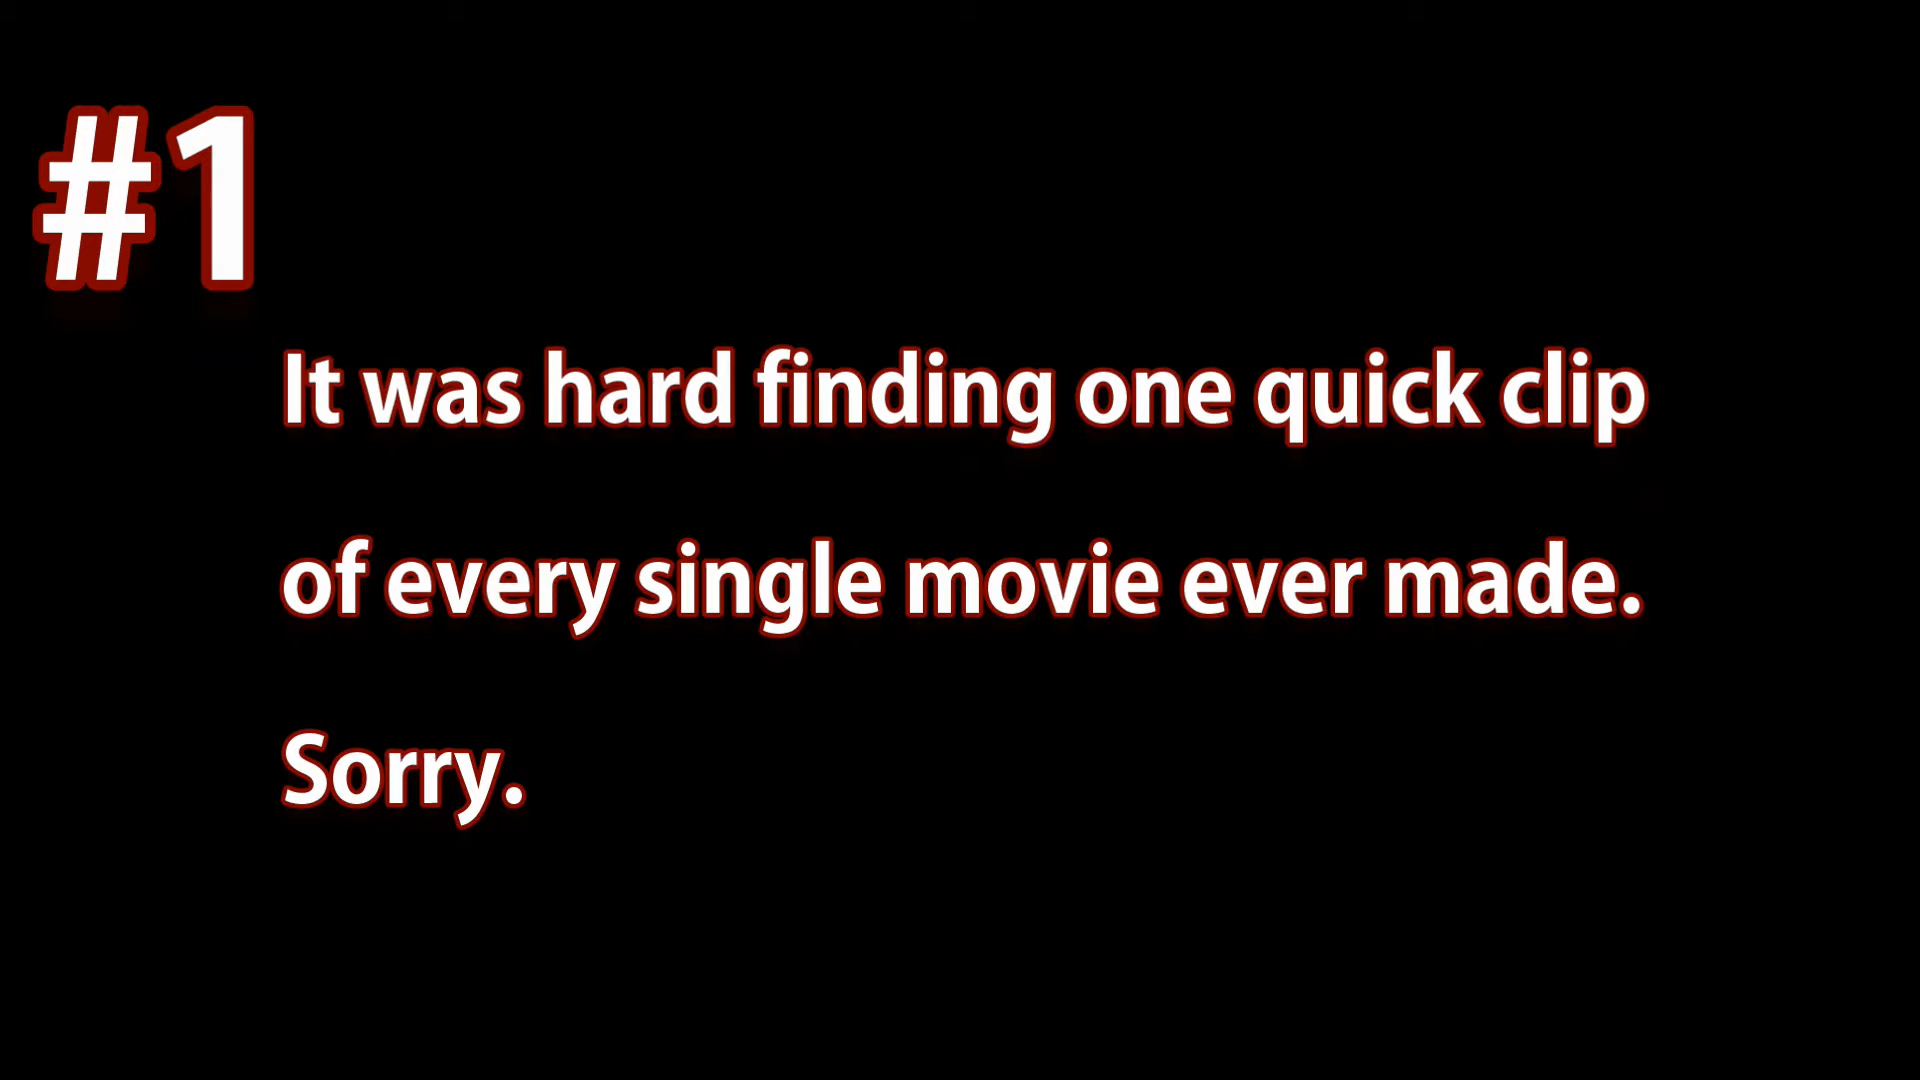 #1
It was hard finding one quick clip
of every single movie ever made.
Sorry.